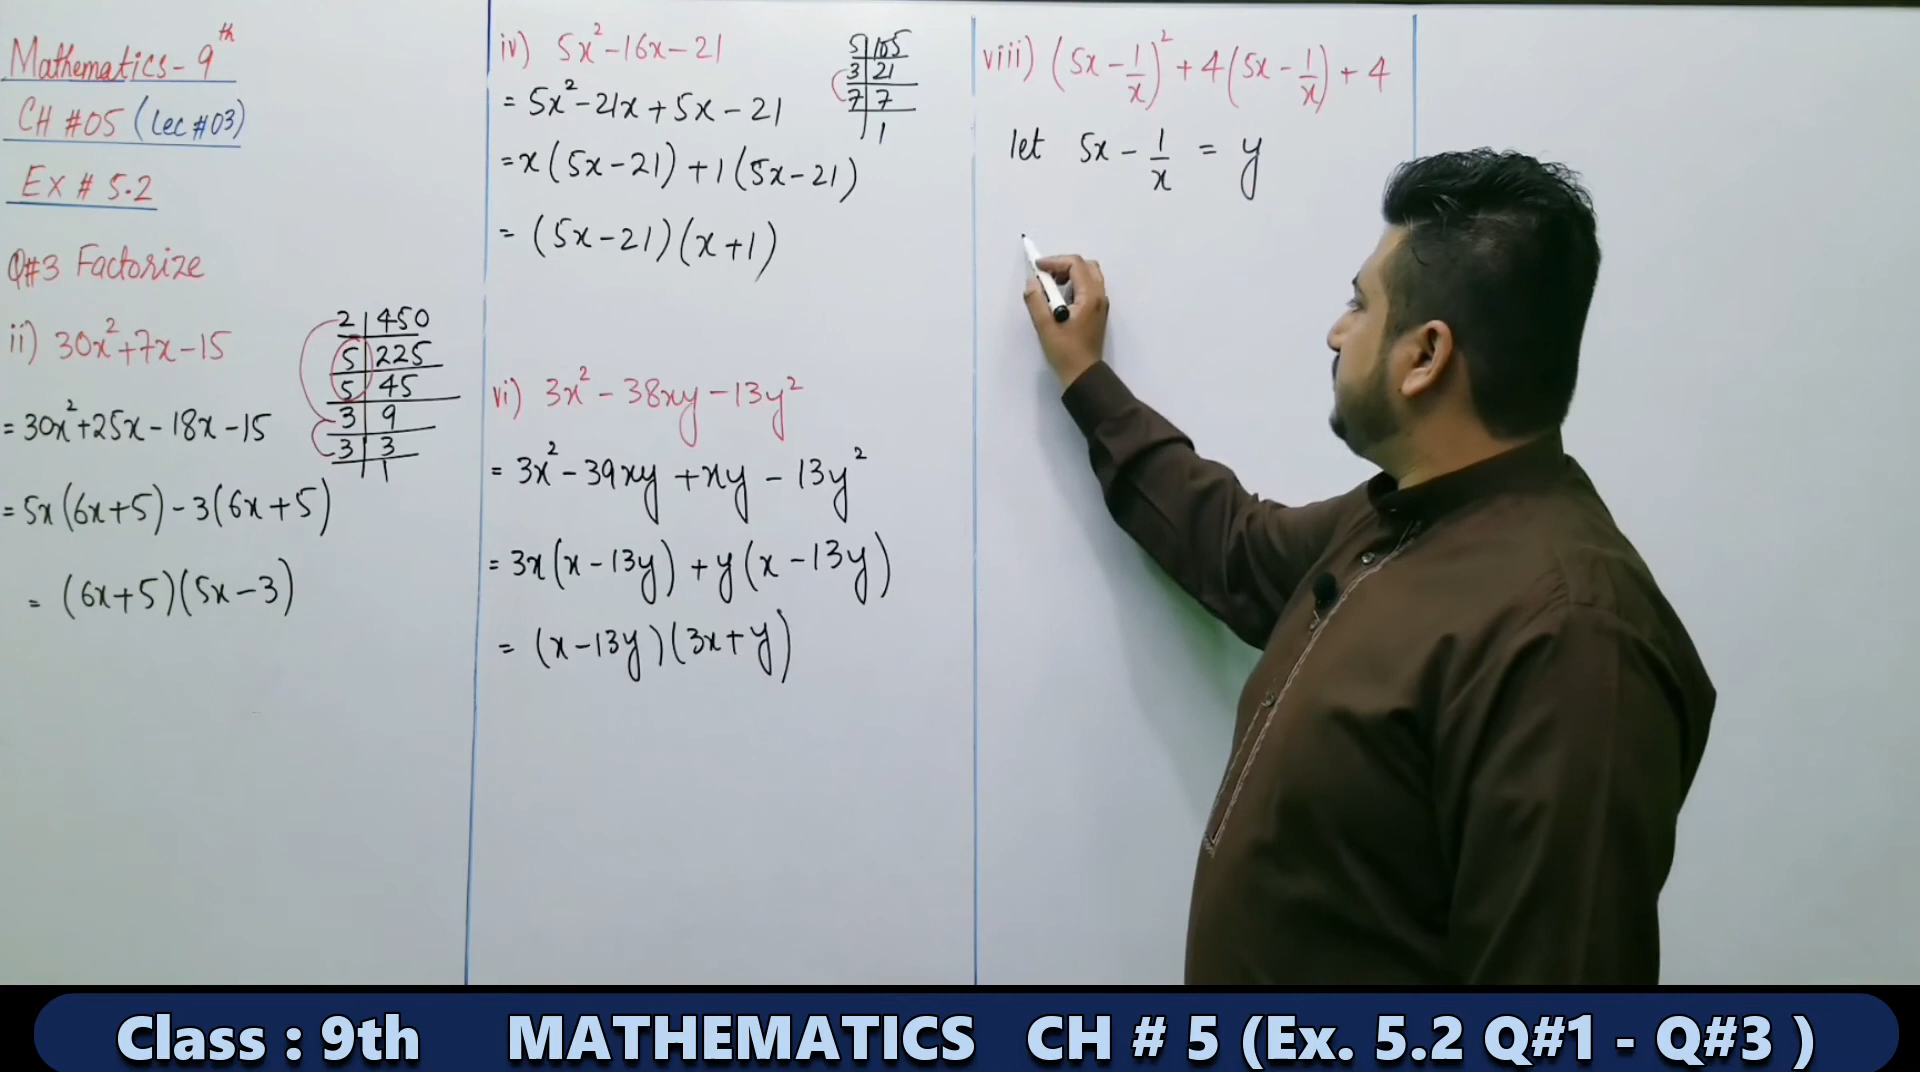 Mathematics - 9th
CH #05 (Lec #03)
Ex # 5.2
Q#3 Factorize
ii) 30x²+7x-15
= 30x²+25x-18x-15
= 5x(6x+5)-3(6x+5)
= (6x+5)(5x-3)
2|450
5|225
5|45
3|9
3|3
|1
iv) 5x²-16x-21
= 5x²-21x+5x-21
= x(5x-21)+1(5x-21)
= (5x-21)(x+1)
5|105
3|21
7|7
|1
vi) 3x²-38xy-13y²
= 3x²-39xy+xy-13y²
= 3x(x-13y)+y(x-13y)
= (x-13y)(3x+y)
viii) (5x-1/x)²+4(5x-1/x)+4
let 5x-1/x = y
Class : 9th MATHEMATICS CH # 5 (Ex. 5.2 Q#1 - Q#3 )